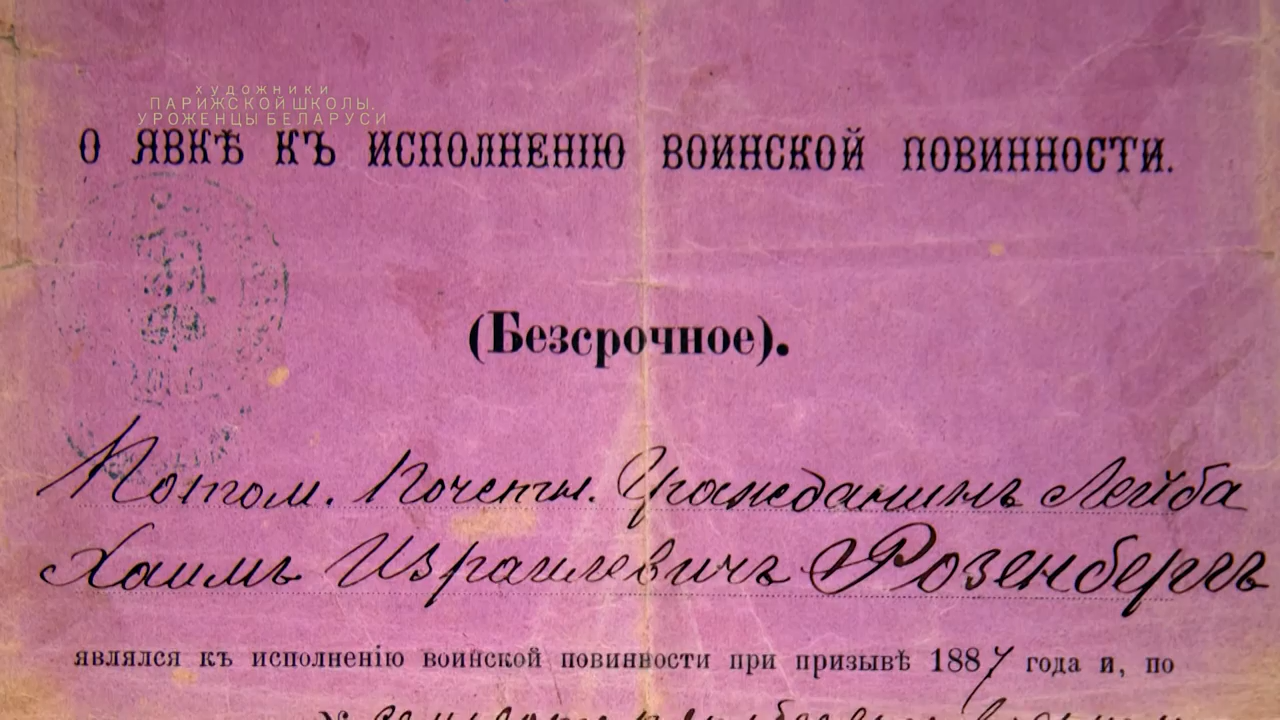 ХУДОЖНИКИ
ПАРИЖСКОЙ ШКОЛЫ.
УРОЖЕНЦЫ БЕЛАРУСИ
О ЯВКѢ КЪ ИСПОЛНЕНІЮ ВОИНСКОЙ ПОВИННОСТИ.
(Безсрочное).
Потом. Почетн. Гражданинъ Лейба
Хаимъ Израилевичъ Розенбергъ
являлся къ исполненію воинской повинности при призывѣ 1887 года и, по